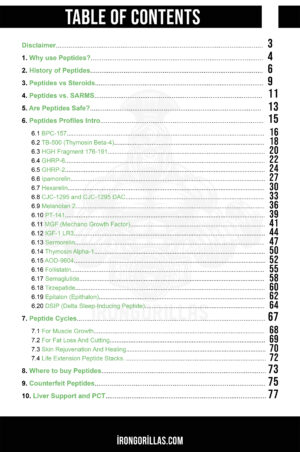 TABLE OF CONTENTS
Disclaimer 3
1. Why use Peptides? 4
2. History of Peptides 6
3. Peptides vs Steroids 9
4. Peptides vs. SARMS 11
5. Are Peptides Safe? 13
6. Peptides Profiles Intro 15
6.1 BPC-157 16
6.2 TB-500 (Thymosin Beta-4) 18
6.3 HGH Fragment 176-191 20
6.4 GHRP-6 22
6.5 GHRP-2 24
6.6 Ipamorelin 27
6.7 Hexarelin 30
6.8 CJC-1295 and CJC-1295 DAC 33
6.9 Melanotan 2 36
6.10 PT-141 39
6.11 MGF (Mechano Growth Factor) 41
6.12 IGF-1 LR3 44
6.13 Sermorelin 47
6.14 Thymosin Alpha-1 50
6.15 AOD-9604 52
6.16 Follistatin 55
6.17 Semaglutide 58
6.18 Tirzepatide 60
6.19 Epitalon (Epithalon) 62
6.20 DSIP (Delta Sleep Inducing Peptide) 64
7. Peptide Cycles 67
7.1 For Muscle Growth 68
7.2 For Fat Loss And Cutting 69
7.3 Skin Rejuvenation And Healing 70
7.4 Life Extension Peptide Stacks 72
8. Where to buy Peptides 73
9. Counterfeit Peptides 75
10. Liver Support and PCT 77
IRONGORILLAS.COM